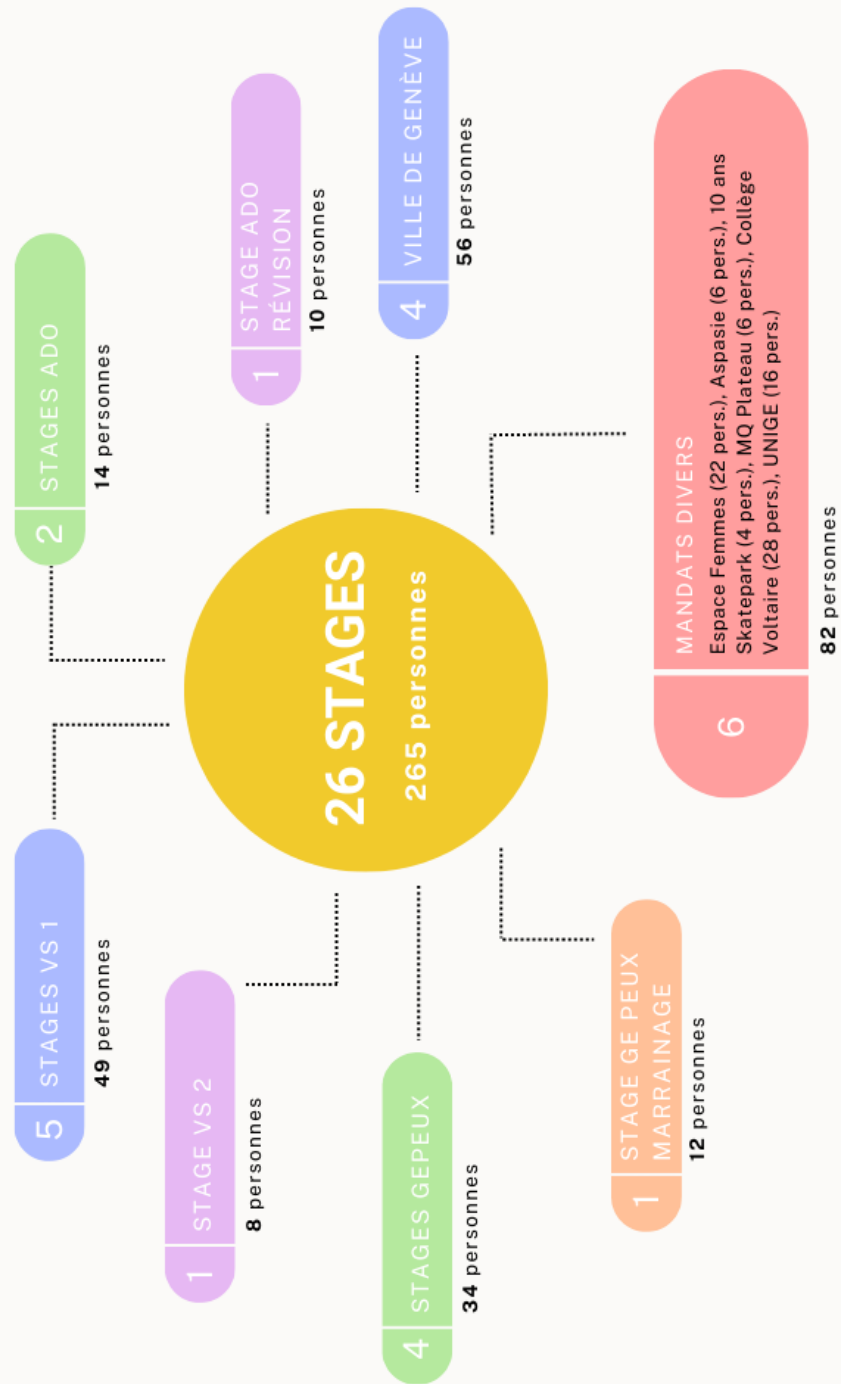 5
STAGES VS 1
49 personnes
2
STAGES ADO
14 personnes
1
STAGE VS 2
8 personnes
1
STAGE ADO
RÉVISION
10 personnes
26 STAGES
265 personnes
4
STAGES GEPEUX
34 personnes
4
VILLE DE GENÈVE
56 personnes
1
STAGE GE PEUX
MARRAINAGE
12 personnes
6
MANDATS DIVERS
Espace Femmes (22 pers.), Aspasie (6 pers.), 10 ans
Skatepark (4 pers.), MQ Plateau (6 pers.), Collège
Voltaire (28 pers.), UNIGE (16 pers.)
82 personnes